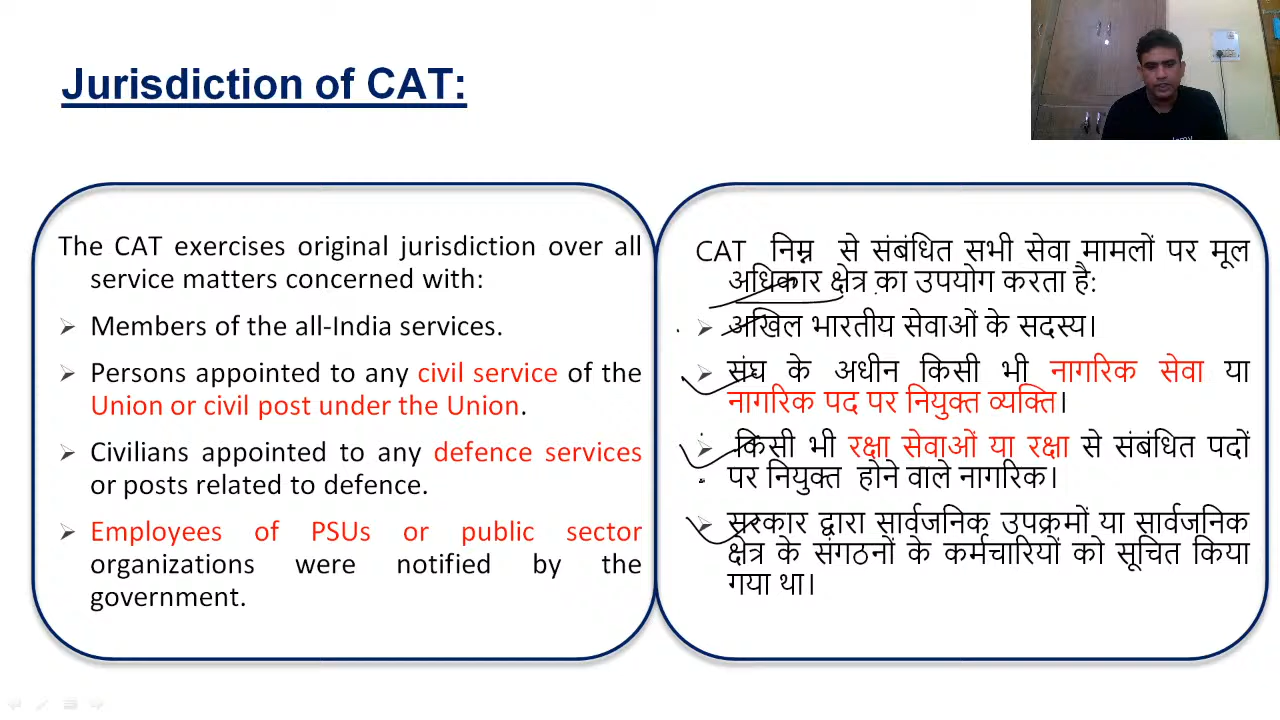 Jurisdiction of CAT:
The CAT exercises original jurisdiction over all
service matters concerned with:
Members of the all-India services.
Persons appointed to any civil service of the
Union or civil post under the Union.
Civilians appointed to any defence services
or posts related to defence.
Employees of PSUs or public sector
organizations were notified by the
government.
CAT निम्न से संबंधित सभी सेवा मामलों पर मूल
अधिकार क्षेत्र का उपयोग करता है:
अखिल भारतीय सेवाओं के सदस्य।
संघ के अधीन किसी भी नागरिक सेवा या
नागरिक पद पर नियुक्त व्यक्ति।
किसी भी रक्षा सेवाओं या रक्षा से संबंधित पदों
पर नियुक्त होने वाले नागरिक।
सरकार द्वारा सार्वजनिक उपक्रमों या सार्वजनिक
क्षेत्र के संगठनों के कर्मचारियों को सूचित किया
गया था।